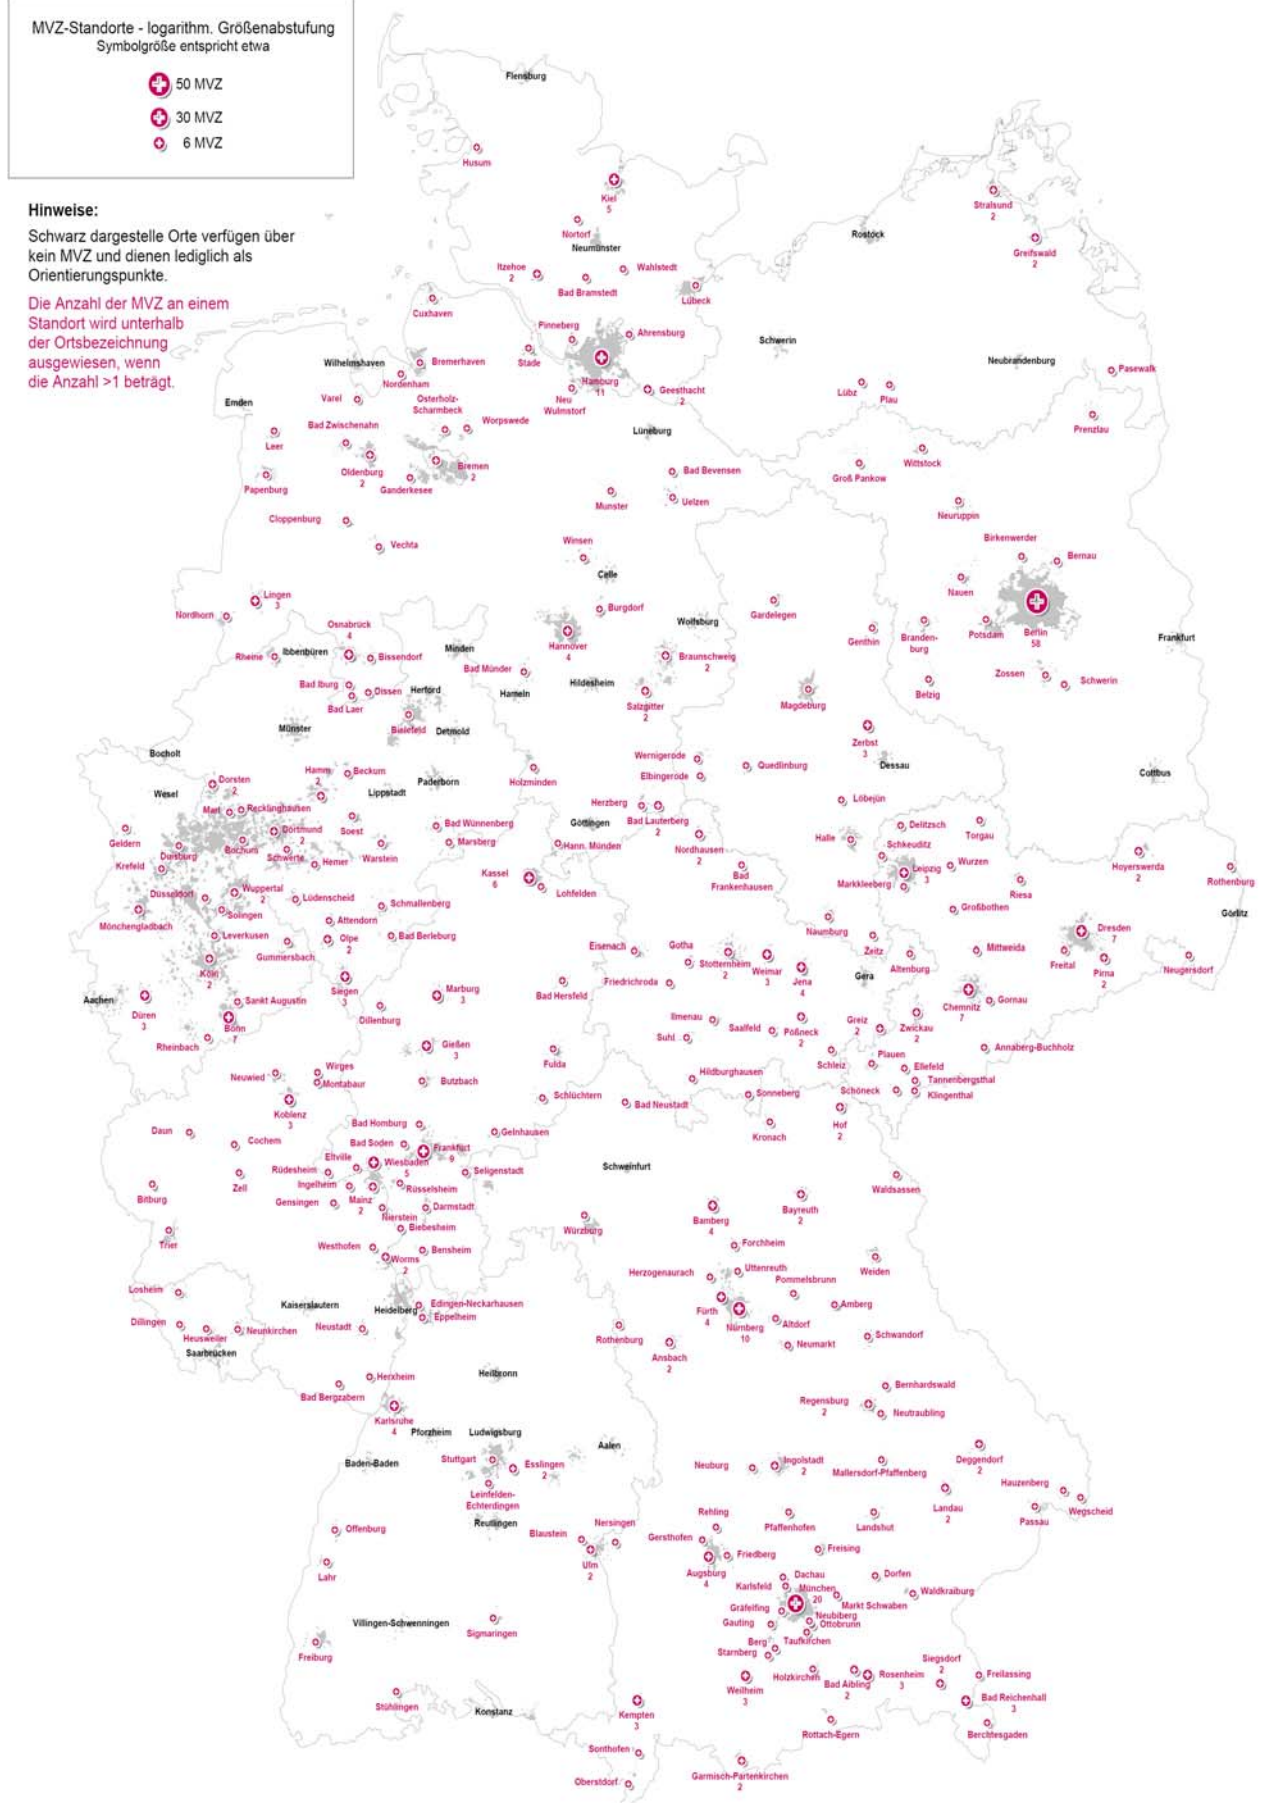 MVZ-Standorte - logarithm. Größenabstufung
Symbolgröße entspricht etwa
50 MVZ
30 MVZ
6 MVZ
Hinweise:
Schwarz dargestelle Orte verfügen über
kein MVZ und dienen lediglich als
Orientierungspunkte.
Die Anzahl der MVZ an einem
Standort wird unterhalb
der Ortsbezeichnung
ausgewiesen, wenn
die Anzahl >1 beträgt.
Flensburg
Husum
Kiel
5
Stralsund
2
Nortorf
Neumünster
Rostock
Greifswald
2
Itzehoe
2
Wahlstedt
Bad Bramstedt
Lübeck
Cuxhaven
Pinneberg
Ahrensburg
Schwerin
Stade
Wilhelmshaven
Bremerhaven
Neubrandenburg
Pasewalk
Nordenham
Hamburg
11
Geesthacht
2
Lübz
Plau
Emden
Varel
Osterholz-
Scharmbeck
Neu
Wulmstorf
Worpswede
Prenzlau
Leer
Bad Zwischenahn
Lüneburg
Wittstock
Oldenburg
2
Bremen
2
Bad Bevensen
Groß Pankow
Papenburg
Ganderkesee
Munster
Uelzen
Neuruppin
Cloppenburg
Vechta
Winsen
Birkenwerder
Bernau
Celle
Nauen
Lingen
3
Nordhorn
Burgdorf
Wolfsburg
Gardelegen
Genthin
Branden-
burg
Potsdam
Berlin
58
Frankfurt
Osnabrück
4
Rheine
Ibbenbüren
Bissendorf
Minden
Hannover
4
Braunschweig
2
Bad Münder
Zossen
Schwerin
Bad Iburg
Dissen
Herford
Hameln
Hildesheim
Belzig
Bad Laer
Salzgitter
2
Magdeburg
Münster
Bielefeld
Detmold
Zerbst
3
Bocholt
Wernigerode
Quedlinburg
Dessau
Elbingerode
Cottbus
Dorsten
2
Hamm
2
Beckum
Paderborn
Holzminden
Wesel
Lippstadt
Löbejün
Marl
Recklinghausen
Herzberg
Bad Lauterberg
2
Göttingen
Geldern
Dortmund
2
Soest
Bad Wünnenberg
Delitzsch
Torgau
Duisburg
Bochum
Schwerte
Hemer
Warstein
Marsberg
Hann. Münden
Nordhausen
2
Halle
Schkeuditz
Krefeld
Kassel
6
Lohfelden
Bad
Frankenhausen
Markkleeberg
Leipzig
3
Wurzen
Riesa
Hoyerswerda
2
Rothenburg
Düsseldorf
Wuppertal
2
Solingen
Lüdenscheid
Schmallenberg
Großbothen
Görlitz
Mönchengladbach
Leverkusen
Attendorn
Naumburg
Dresden
7
Gummersbach
Olpe
2
Bad Berleburg
Eisenach
Gotha
Zeitz
Mittweida
Freital
Pirna
2
Neugersdorf
Köln
2
Stotternheim
2
Weimar
3
Jena
4
Gera
Altenburg
Aachen
Düren
3
Sankt Augustin
Siegen
3
Marburg
3
Bad Hersfeld
Friedrichroda
Chemnitz
7
Gornau
Bonn
7
Dillenburg
Ilmenau
Saalfeld
Pößneck
2
Greiz
2
Zwickau
2
Rheinbach
Gießen
3
Suhl
Annaberg-Buchholz
Fulda
Schleiz
Plauen
Ellefeld
Neuwied
Wirges
Montabaur
Butzbach
Hildburghausen
Tannenbergsthal
Schöneck
Klingenthal
Schlüchtern
Bad Neustadt
Sonneberg
Koblenz
3
Hof
2
Daun
Cochem
Bad Homburg
Gelnhausen
Kronach
Bad Soden
Frankfurt
9
Eltville
Wiesbaden
5
Schweinfurt
Rüdesheim
Seligenstadt
Bitburg
Zell
Ingelheim
Rüsselsheim
Waldsassen
Gensingen
Mainz
2
Nierstein
Darmstadt
Bayreuth
2
Trier
Biebesheim
Würzburg
Bamberg
4
Westhofen
Bensheim
Forchheim
Worms
2
Herzogenaurach
Uttenreuth
Weiden
Pommelsbrunn
Losheim
Kaiserslautern
Heidelberg
Edingen-Neckarhausen
Eppelheim
Amberg
Dillingen
Heusweiler
Neunkirchen
Neustadt
Fürth
4
Nürnberg
10
Altdorf
Rothenburg
Schwandorf
Saarbrücken
Ansbach
2
Neumarkt
Herxheim
Heilbronn
Bernhardswald
Bad Bergzabern
Regensburg
2
Neutraubling
Karlsruhe
4
Pforzheim
Ludwigsburg
Aalen
Baden-Baden
Stuttgart
Esslingen
2
Neuburg
Ingolstadt
2
Mallersdorf-Pfaffenberg
Deggendorf
2
Hauzenberg
Leinfelden-
Echterdingen
Landau
2
Wegscheid
Reutlingen
Rehling
Pfaffenhofen
Landshut
Passau
Offenburg
Blaustein
Nersingen
Gersthofen
Ulm
2
Friedberg
Freising
Lahr
Augsburg
4
Dachau
Dorfen
Karlsfeld
München
20
Waldkraiburg
Gräfelfing
Markt Schwaben
Villingen-Schwenningen
Sigmaringen
Gauting
Neubiberg
Ottobrunn
Freiburg
Berg
Taufkirchen
Starnberg
Siegsdorf
2
Weilheim
3
Holzkirchen
Bad Aibling
2
Rosenheim
3
Freilassing
Stühlingen
Bad Reichenhall
3
Konstanz
Kempten
3
Rottach-Egern
Berchtesgaden
Sonthofen
Garmisch-Partenkirchen
2
Oberstdorf